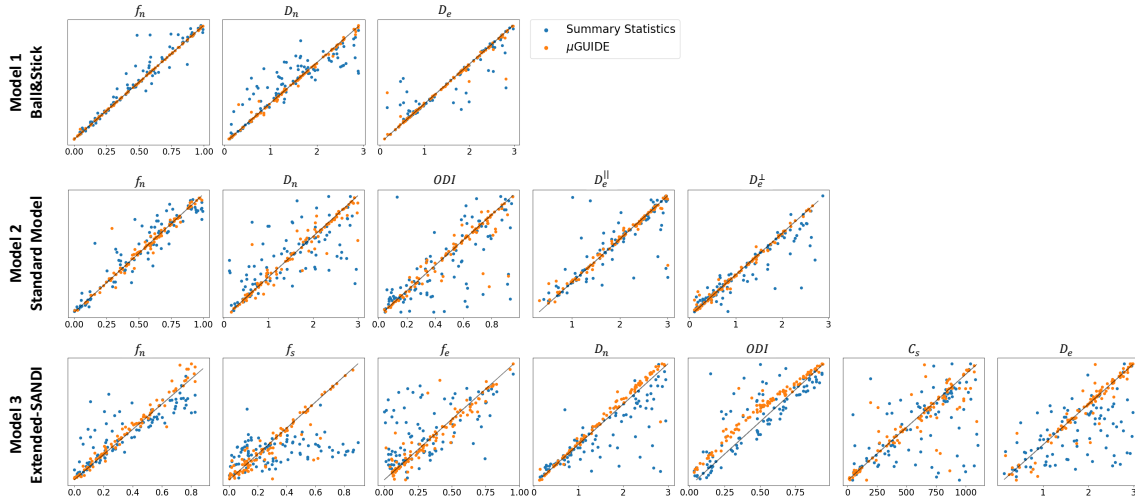 f_n D_n D_e
Summary Statistics
μGUIDE
Model 1
Ball&Stick
0.00 0.25 0.50 0.75 1.00 0 1 2 3 0 1 2 3
f_n D_n ODI D_e^|| D_e^⊥
Model 2
Standard Model
0.00 0.25 0.50 0.75 1.00 0 1 2 3 0.0 0.2 0.4 0.6 0.8 1 2 3 0 1 2 3
f_n f_s f_e D_n ODI C_s D_e
Model 3
Extended-SANDI
0.0 0.2 0.4 0.6 0.8 0.0 0.2 0.4 0.6 0.8 0.00 0.25 0.50 0.75 1.00 0 1 2 3 0.00 0.25 0.50 0.75 0 250 500 750 1000 1 2 3